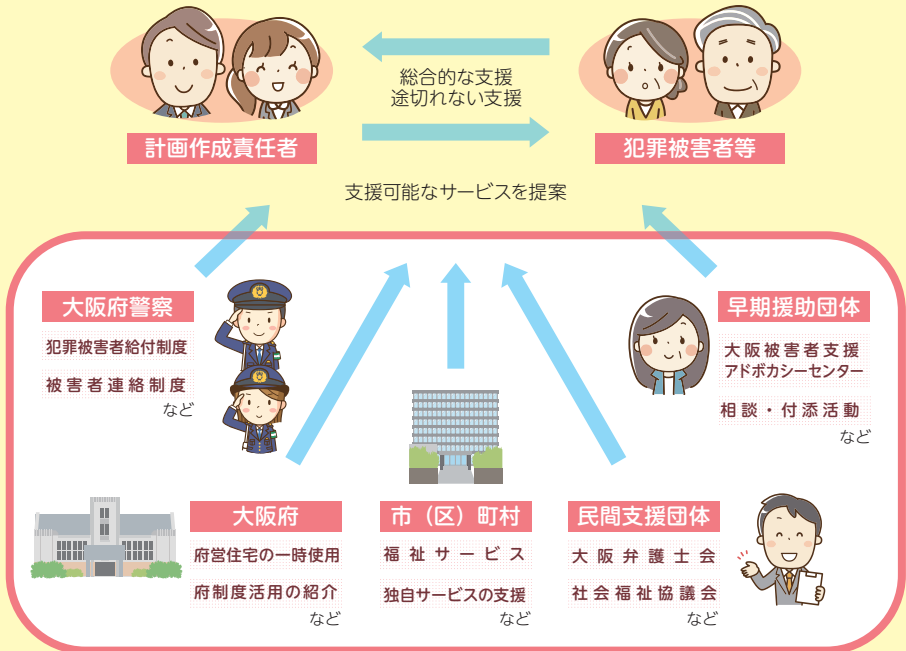 総合的な支援
途切れない支援
計画作成責任者
犯罪被害者等
支援可能なサービスを提案
大阪府警察
犯罪被害者給付制度
被害者連絡制度
など
早期援助団体
大阪被害者支援
アドボカシーセンター
相談・付添活動
など
大阪府
府営住宅の一時使用
府制度活用の紹介
など
市（区）町村
福祉サービス
独自サービスの支援
など
民間支援団体
大阪弁護士会
社会福祉協議会
など